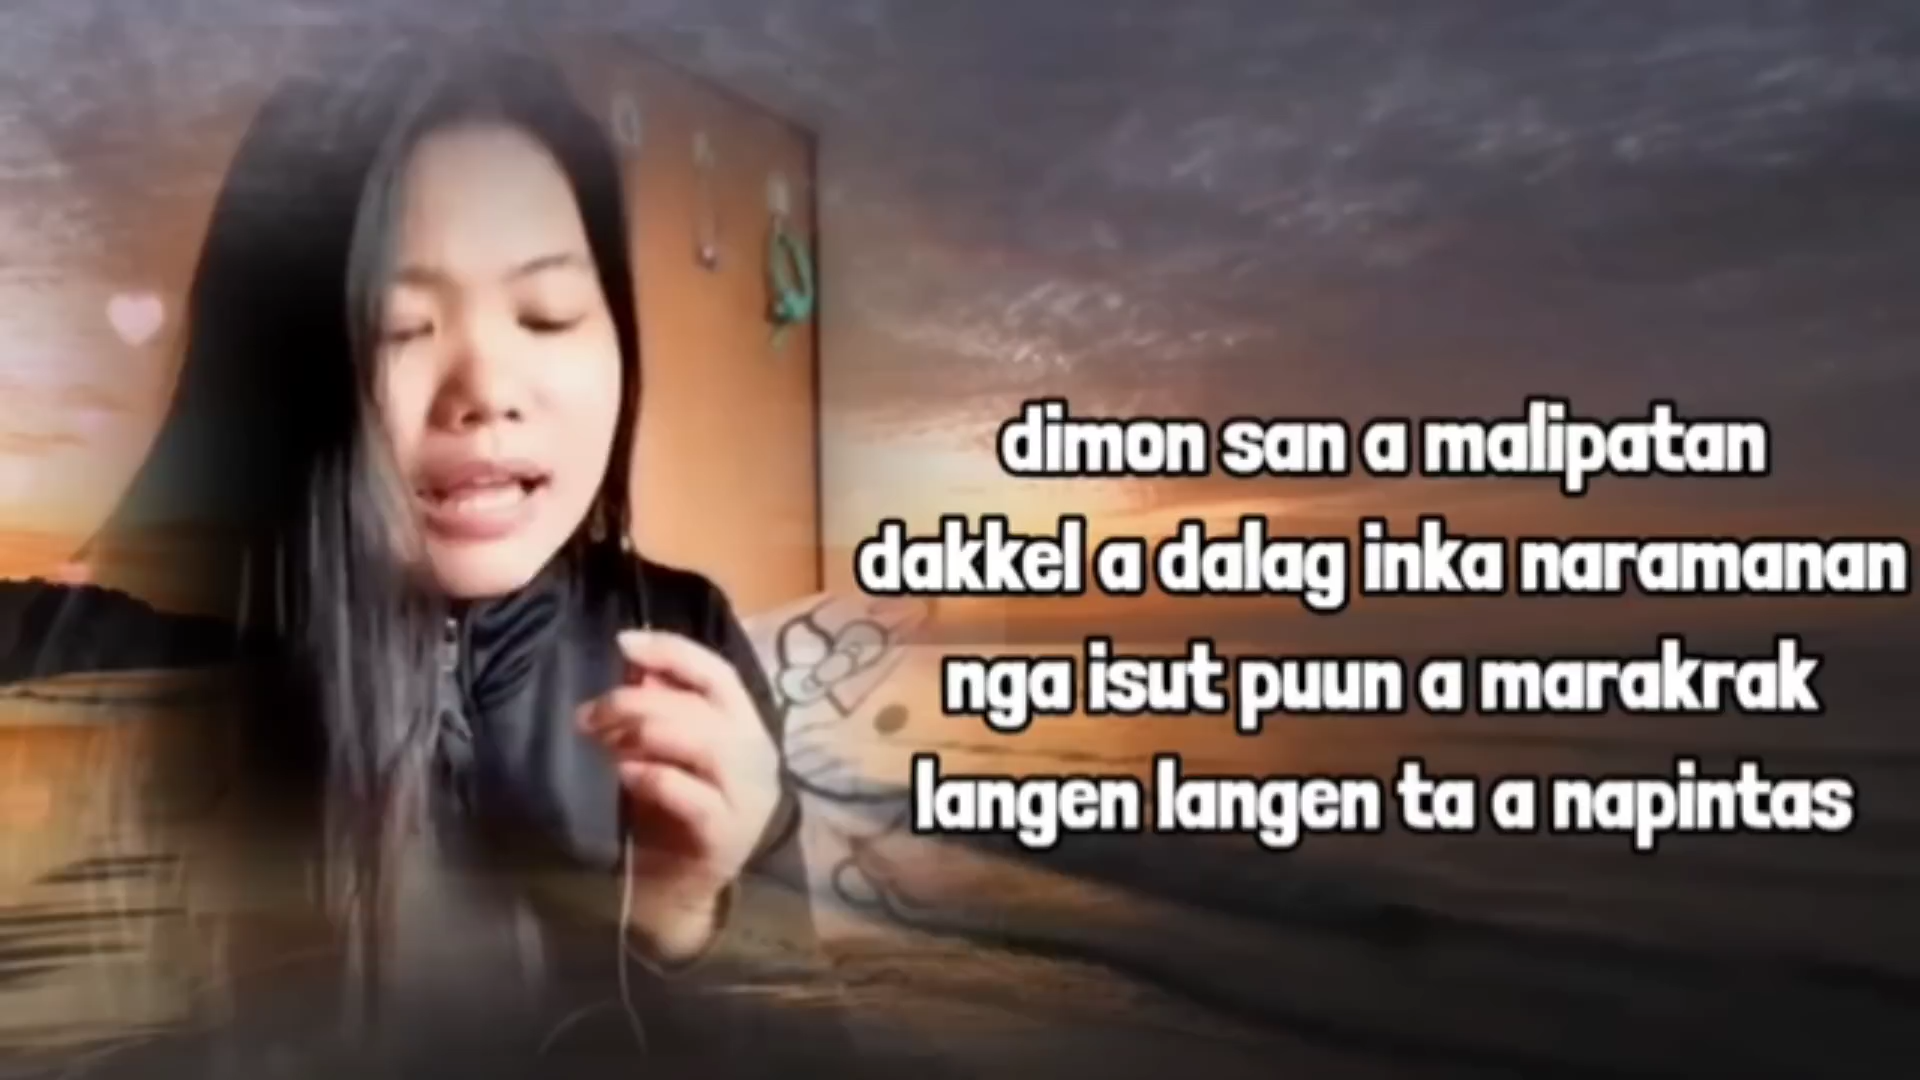 dimon san a malipatan
dakkel a dalag inka naramanan
nga isut puun a marakrak
langen langen ta a napintas